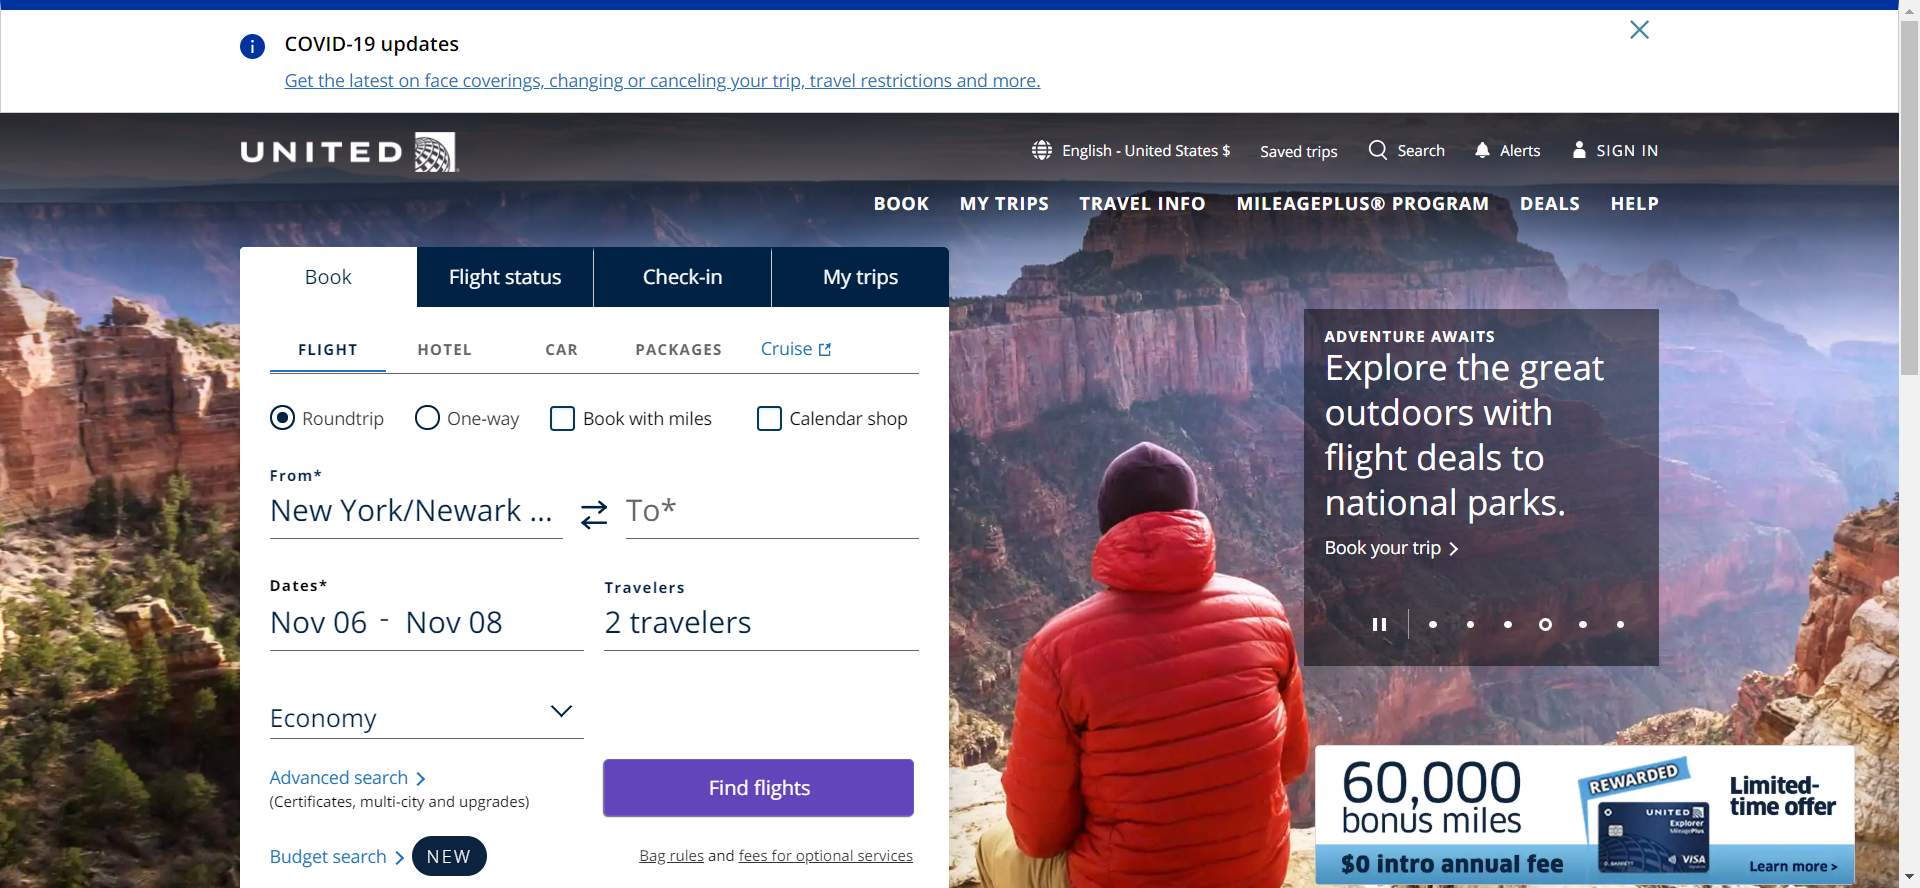 COVID-19 updates
Get the latest on face coverings, changing or canceling your trip, travel restrictions and more.
UNITED
English - United States $
Saved trips
Search
Alerts
SIGN IN
BOOK
MY TRIPS
TRAVEL INFO
MILEAGEPLUS® PROGRAM
DEALS
HELP
Book
Flight status
Check-in
My trips
FLIGHT
HOTEL
CAR
PACKAGES
Cruise
Roundtrip
One-way
Book with miles
Calendar shop
From*
New York/Newark ...
To*
Dates*
Nov 06 - Nov 08
Travelers
2 travelers
Economy
Advanced search
(Certificates, multi-city and upgrades)
Find flights
Budget search
NEW
Bag rules and fees for optional services
ADVENTURE AWAITS
Explore the great
outdoors with
flight deals to
national parks.
Book your trip
60,000
bonus miles
$0 intro annual fee
REWARDED
UNITED
Explorer
MileagePlus
VISA
Limited-
time offer
Learn more >